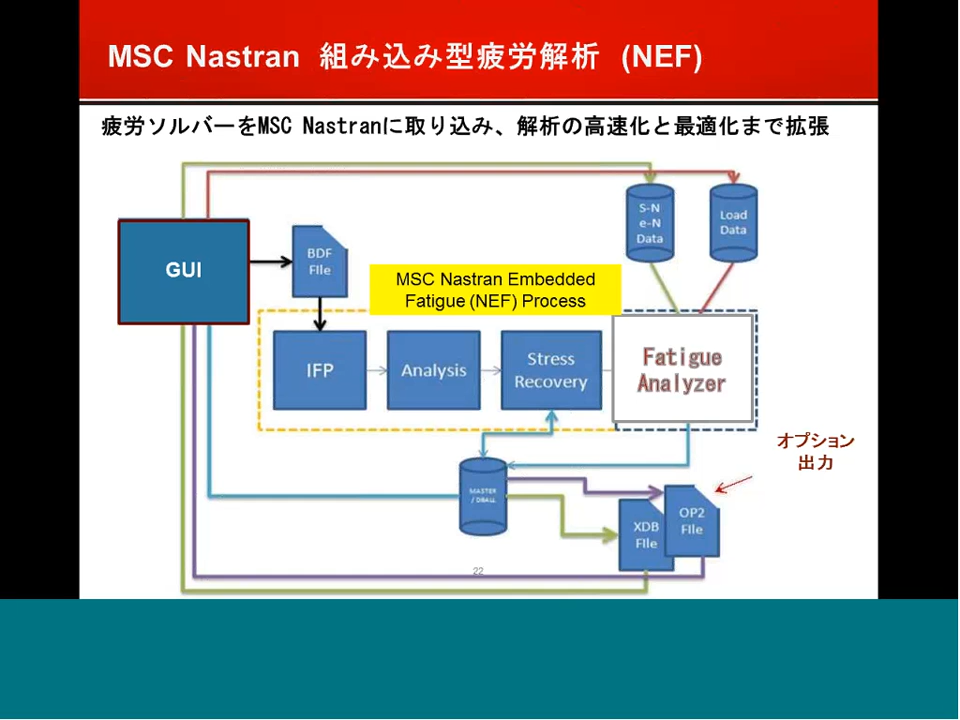 MSC Nastran 組み込み型疲労解析 (NEF)
疲労ソルバーをMSC Nastranに取り込み、解析の高速化と最適化まで拡張
S-N
e-N
Data
Load
Data
GUI
BDF
FIle
MSC Nastran Embedded
Fatigue (NEF) Process
IFP
Analysis
Stress
Recovery
Fatigue
Analyzer
オプション
出力
MASTER
/ DBALL
XDB
FIle
OP2
FIle
22